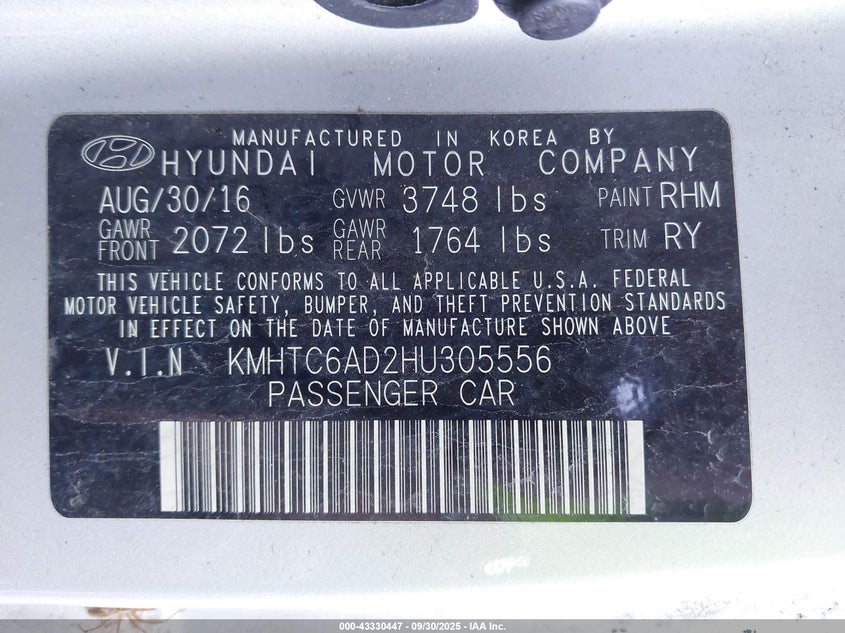 MANUFACTURED IN KOREA BY
HYUNDAI MOTOR COMPANY
AUG/30/16 GVWR 3748 lbs PAINT RHM
GAWR FRONT 2072 lbs GAWR REAR 1764 lbs TRIM RY
THIS VEHICLE CONFORMS TO ALL APPLICABLE U.S.A. FEDERAL
MOTOR VEHICLE SAFETY, BUMPER, AND THEFT PREVENTION STANDARDS
IN EFFECT ON THE DATE OF MANUFACTURE SHOWN ABOVE
V.I.N KMHTC6AD2HU305556
PASSENGER CAR
000-43330447 - 09/30/2025 - IAA Inc.